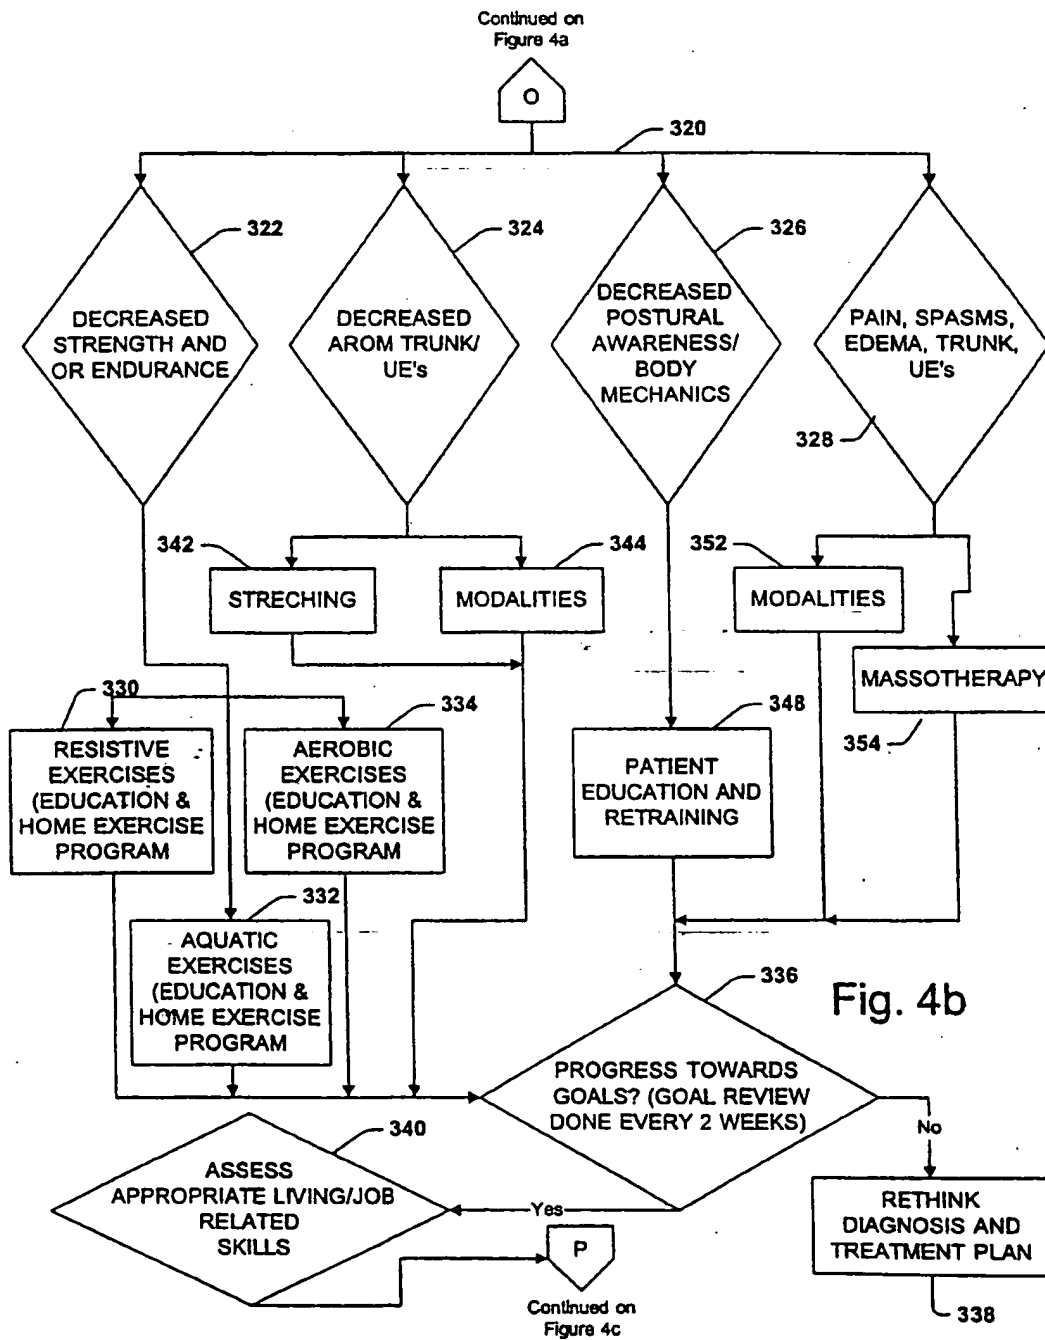 Continued on
Figure 4a
O
320
322
324
326
DECREASED
STRENGTH AND
OR ENDURANCE
DECREASED
AROM TRUNK/
UE's
DECREASED
POSTURAL
AWARENESS/
BODY
MECHANICS
PAIN, SPASMS,
EDEMA, TRUNK,
UE's
328
342
344
352
STRECHING
MODALITIES
MODALITIES
MASSOTHERAPY
354
330
334
348
RESISTIVE
EXERCISES
(EDUCATION &
HOME EXERCISE
PROGRAM
AEROBIC
EXERCISES
(EDUCATION &
HOME EXERCISE
PROGRAM
PATIENT
EDUCATION AND
RETRAINING
332
AQUATIC
EXERCISES
(EDUCATION &
HOME EXERCISE
PROGRAM
336
Fig. 4b
PROGRESS TOWARDS
GOALS? (GOAL REVIEW
DONE EVERY 2 WEEKS)
No
340
ASSESS
APPROPRIATE LIVING/JOB
RELATED
SKILLS
Yes
P
Continued on
Figure 4c
RETHINK
DIAGNOSIS AND
TREATMENT PLAN
338